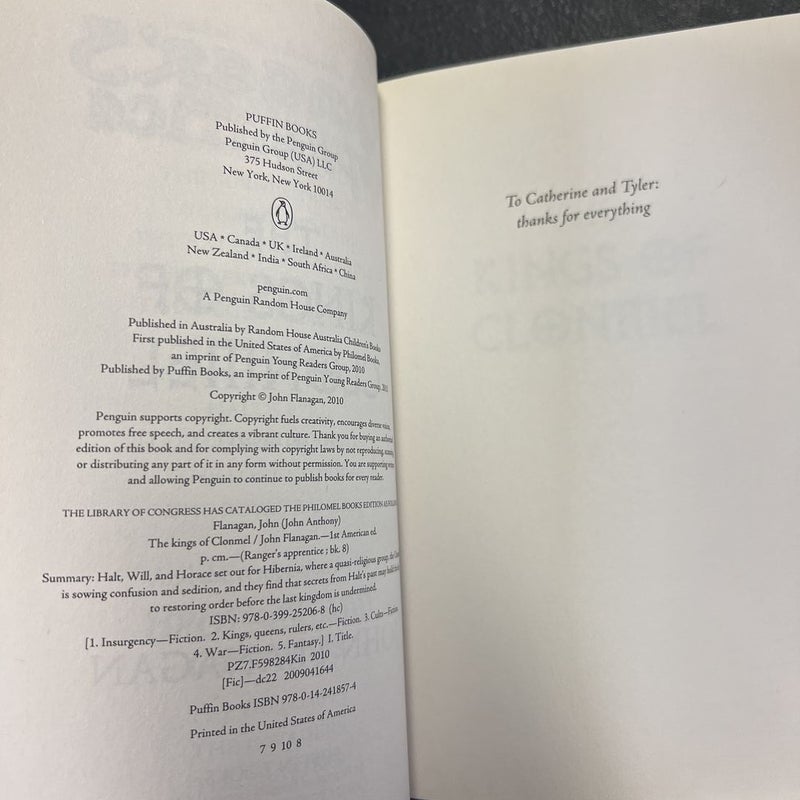 PUFFIN BOOKS
Published by the Penguin Group
Penguin Group (USA) LLC
375 Hudson Street
New York, New York 10014
USA * Canada * UK * Ireland * Australia
New Zealand * India * South Africa * China
penguin.com
A Penguin Random House Company
Published in Australia by Random House Australia Children's Books
First published in the United States of America by Philomel Books,
an imprint of Penguin Young Readers Group, 2010
Published by Puffin Books, an imprint of Penguin Young Readers Group,
Copyright © John Flanagan, 2010
Penguin supports copyright. Copyright fuels creativity, encourages diverse voices,
promotes free speech, and creates a vibrant culture. Thank you for buying an authorized
edition of this book and for complying with copyright laws by not reproducing, scanning,
or distributing any part of it in any form without permission. You are supporting writers
and allowing Penguin to continue to publish books for every reader.
THE LIBRARY OF CONGRESS HAS CATALOGED THE PHILOMEL BOOKS EDITION AS
Flanagan, John (John Anthony)
The kings of Clonmel / John Flanagan.—1st American ed.
p. cm.—(Ranger's apprentice ; bk. 8)
Summary: Halt, Will, and Horace set out for Hibernia, where a quasi-religious group, the
is sowing confusion and sedition, and they find that secrets from Halt's past may hold the
to restoring order before the last kingdom is undermined.
ISBN: 978-0-399-25206-8 (hc)
[1. Insurgency—Fiction. 2. Kings, queens, rulers, etc.—Fiction. 3. Cults—Fiction.
4. War—Fiction. 5. Fantasy.] I. Title.
PZ7.F598284Kin 2010
[Fic]—dc22 2009041644
Puffin Books ISBN 978-0-14-241857-4
Printed in the United States of America
7 9 10 8
To Catherine and Tyler:
thanks for everything